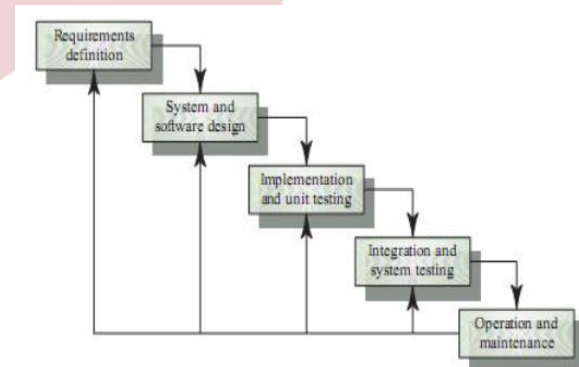 Requirements
definition
System and
software design
Implementation
and unit testing
Integration and
system testing
Operation and
maintenance